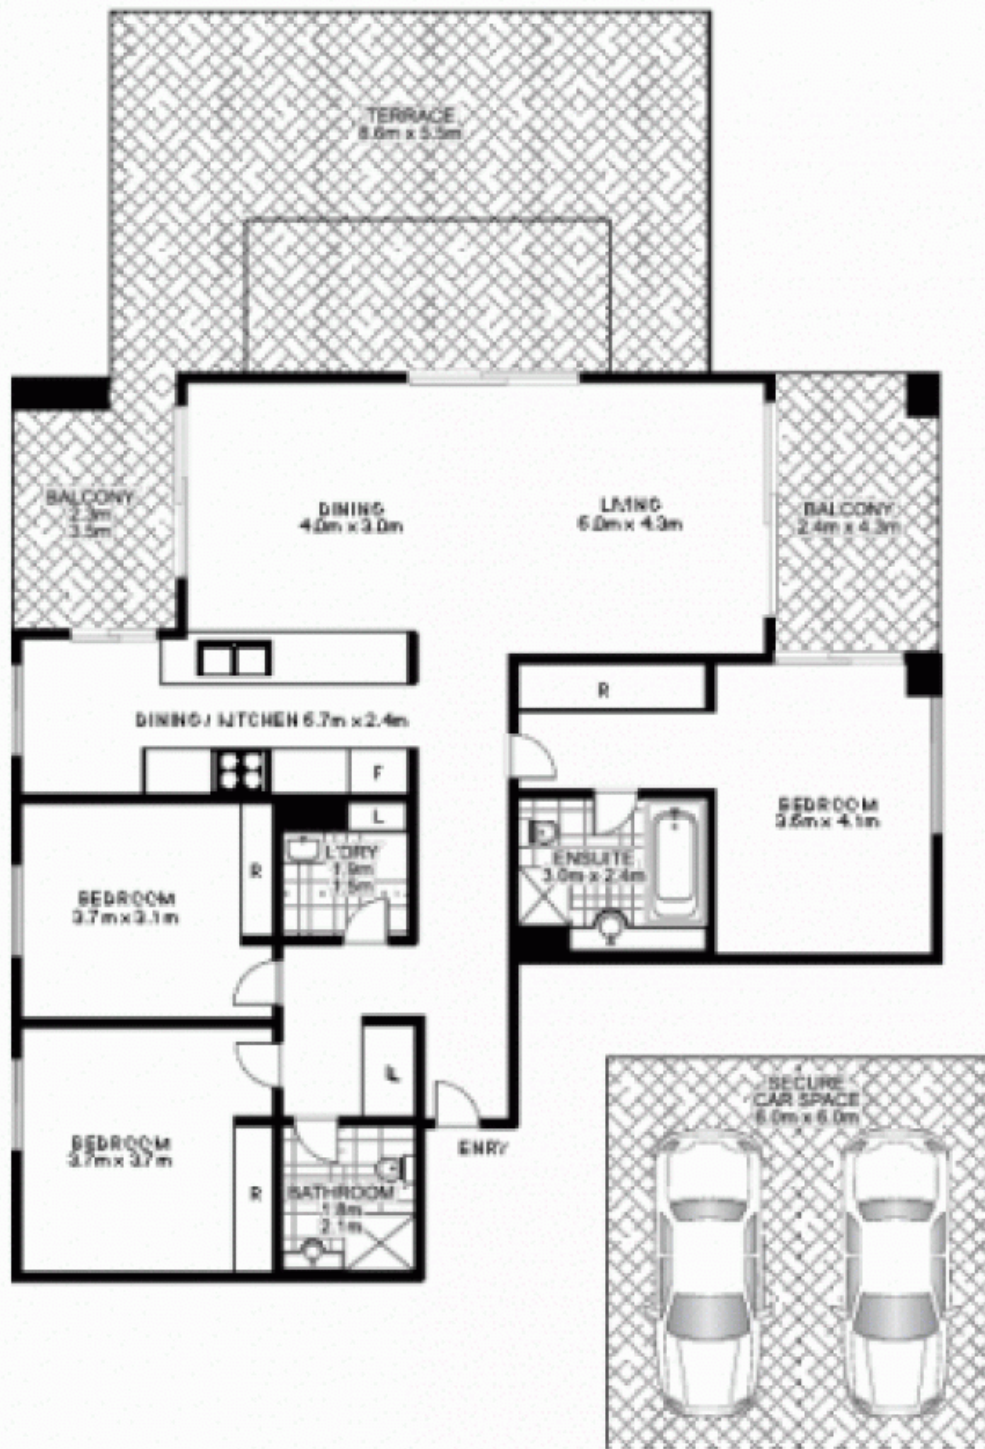 TERRACE
8.6m x 5.5m
BALCONY
2.3m
3.5m
DINING
4.0m x 3.0m
LIVING
6.0m x 4.3m
BALCONY
2.4m x 4.3m
R
DINING / KITCHEN 6.7m x 2.4m
F
L
L'DRY
1.9m
1.5m
BEDROOM
3.6m x 4.1m
ENSUITE
3.0m x 2.4m
R
BEDROOM
3.7m x 3.1m
L
SECURE
CAR SPACE
6.0m x 6.0m
ENRY
BEDROOM
3.7m x 3.7m
R
BATHROOM
1.8m
2.1m